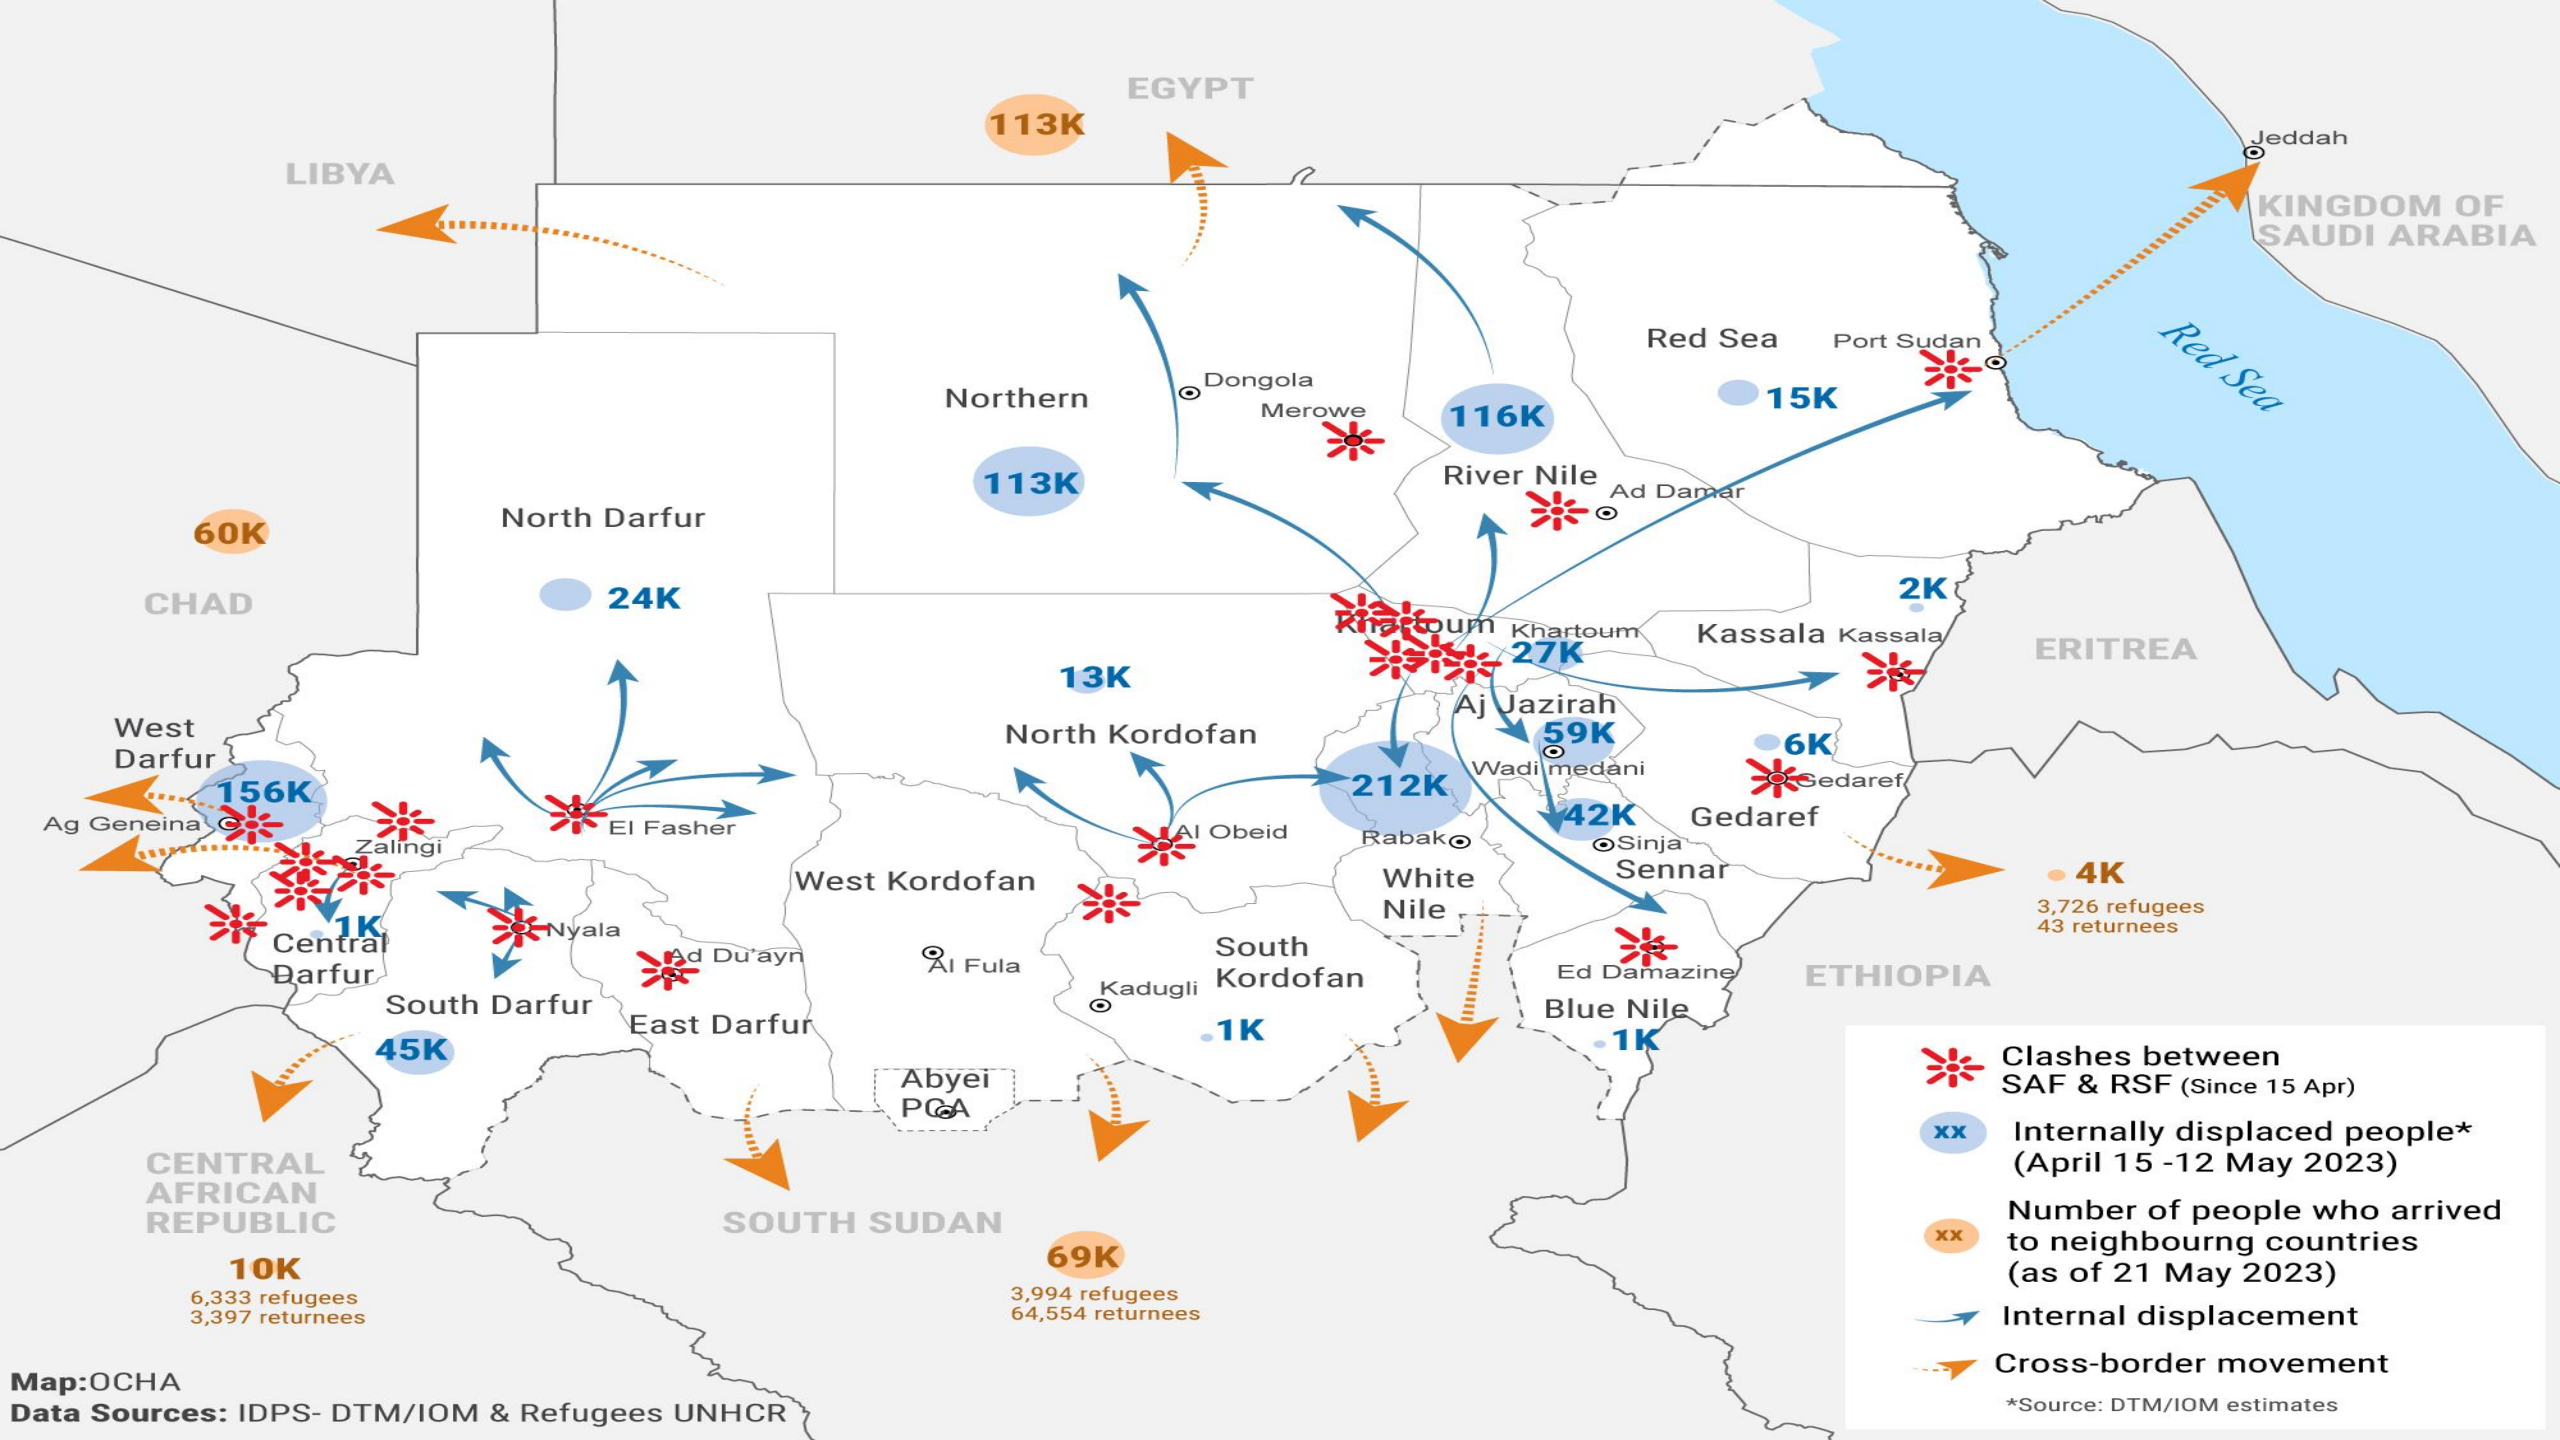 EGYPT
113K
Jeddah
LIBYA
KINGDOM OF
SAUDI ARABIA
Red Sea
Red Sea
Port Sudan
15K
Dongola
Northern
Merowe
116K
113K
River Nile
Ad Damar
North Darfur
60K
24K
CHAD
2K
Khartoum
Khartoum
27K
Kassala
Kassala
ERITREA
13K
North Kordofan
Aj Jazirah
59K
Wadi medani
6K
Gedaref
Gedaref
West
Darfur
156K
Ag Geneina
Zalingi
El Fasher
Al Obeid
212K
Rabak
42K
Sinja
Sennar
4K
3,726 refugees
43 returnees
West Kordofan
White
Nile
1K
Central
Darfur
Nyala
Ad Du'ayn
Al Fula
South
Kordofan
Kadugli
1K
Ed Damazine
Blue Nile
1K
ETHIOPIA
South Darfur
45K
East Darfur
Abyei
PCA
CENTRAL
AFRICAN
REPUBLIC
10K
6,333 refugees
3,397 returnees
SOUTH SUDAN
69K
3,994 refugees
64,554 returnees
Clashes between
SAF & RSF (Since 15 Apr)
xx
Internally displaced people*
(April 15 -12 May 2023)
xx
Number of people who arrived
to neighbourng countries
(as of 21 May 2023)
Internal displacement
Cross-border movement
*Source: DTM/IOM estimates
Map:OCHA
Data Sources: IDPS- DTM/IOM & Refugees UNHCR